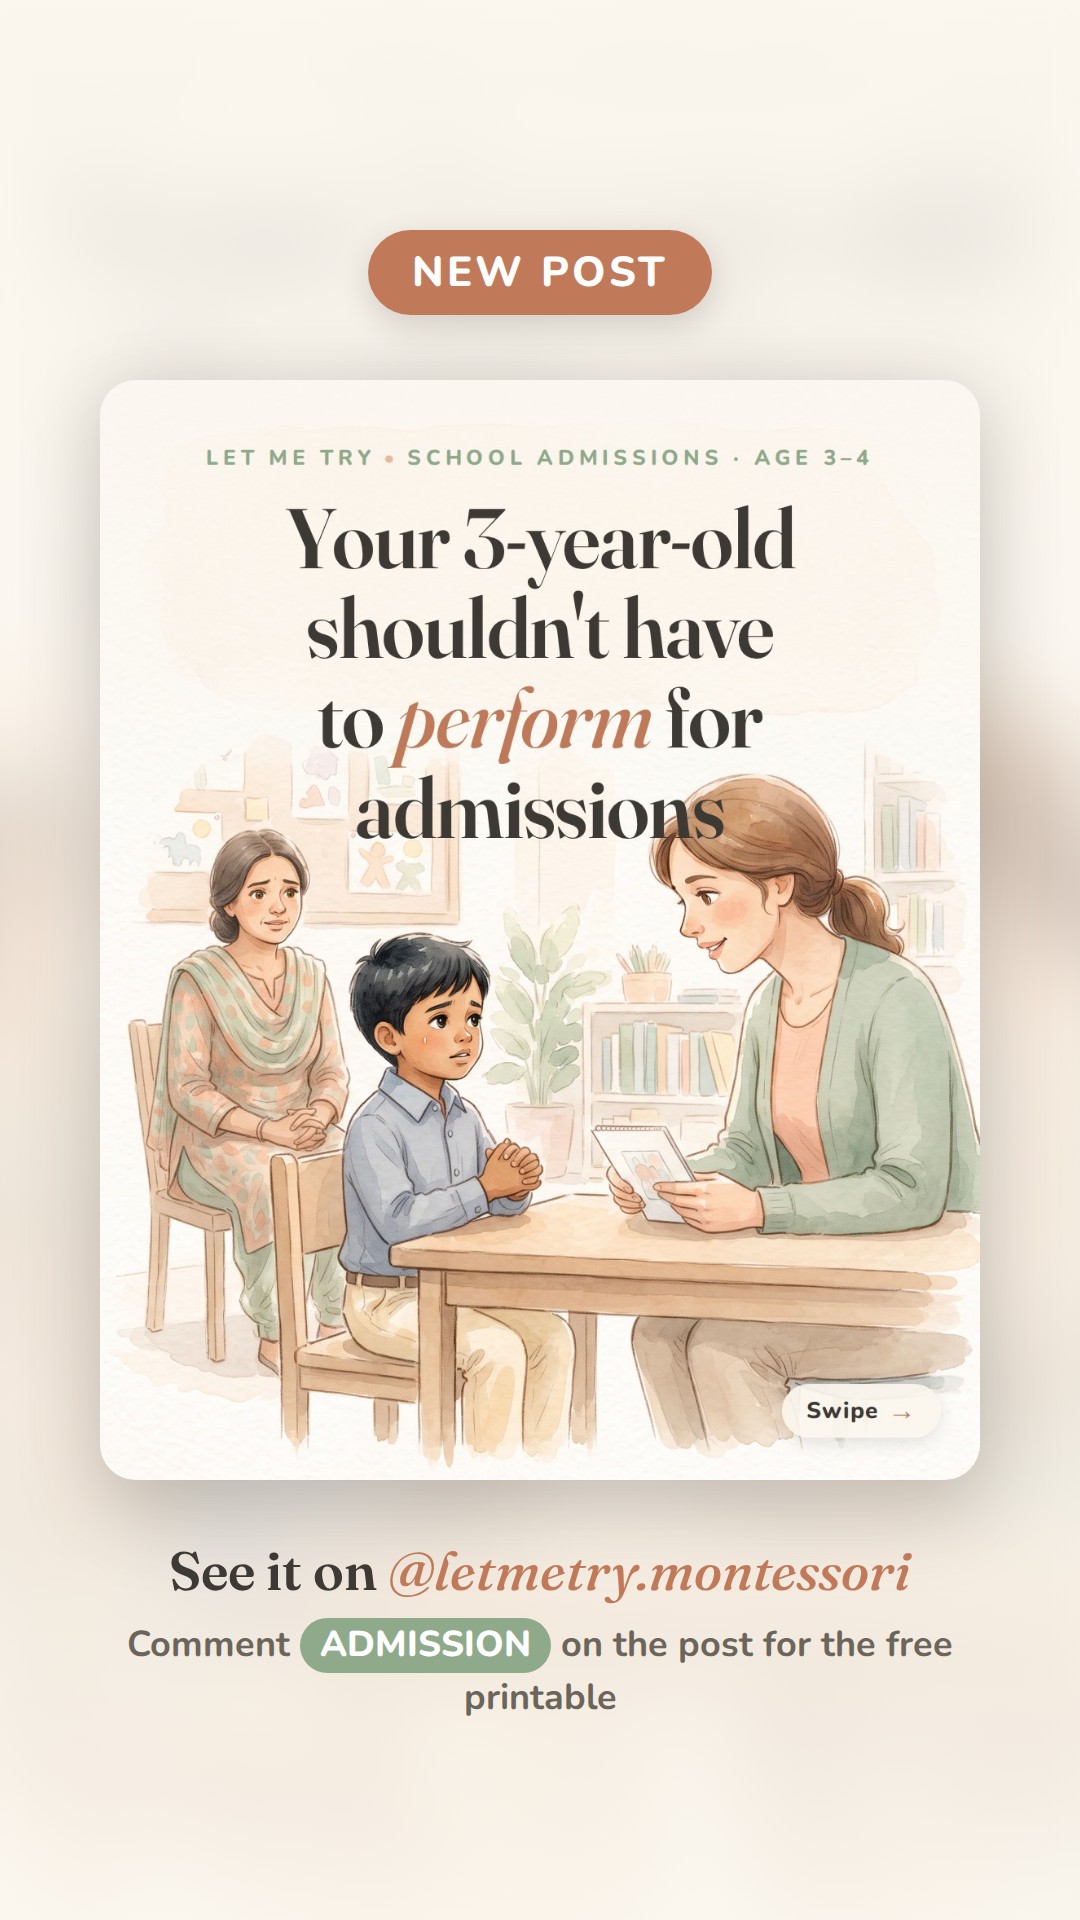 NEW POST
LET ME TRY • SCHOOL ADMISSIONS · AGE 3–4
Your 3-year-old
shouldn't have
to perform for
admissions
Swipe →
See it on @letmetry.montessori
Comment ADMISSION on the post for the free
printable